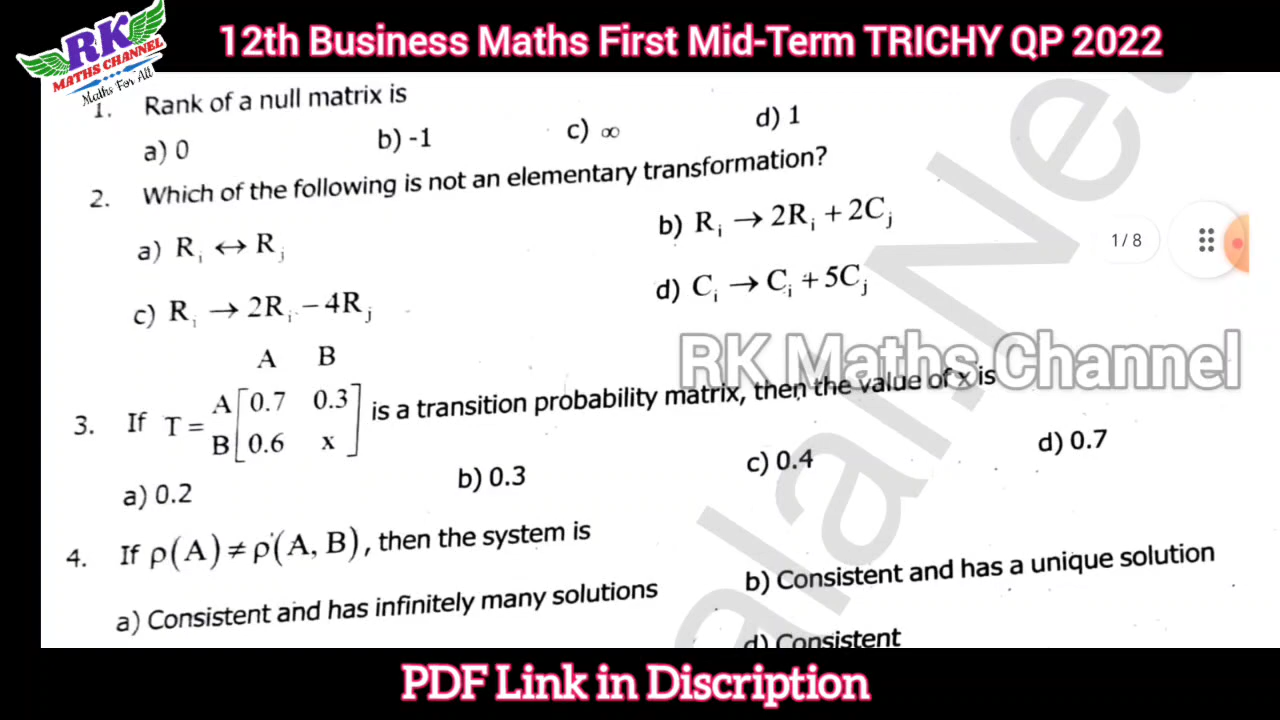 RK
MATHS CHANNEL
Maths For All
12th Business Maths First Mid-Term TRICHY QP 2022
1. Rank of a null matrix is
a) 0 b) -1 c) ∞ d) 1
2. Which of the following is not an elementary transformation?
a) Rᵢ ↔ Rⱼ b) Rᵢ → 2Rᵢ + 2Cⱼ
c) Rᵢ → 2Rᵢ - 4Rⱼ d) Cᵢ → Cᵢ + 5Cⱼ
1 / 8
RK Maths Channel
A B
3. If T = A [0.7 0.3] is a transition probability matrix, then the value of x is
B [0.6 x]
a) 0.2 b) 0.3 c) 0.4 d) 0.7
4. If ρ(A) ≠ ρ(A, B), then the system is
a) Consistent and has infinitely many solutions b) Consistent and has a unique solution
d) Consistent
PDF Link in Discription